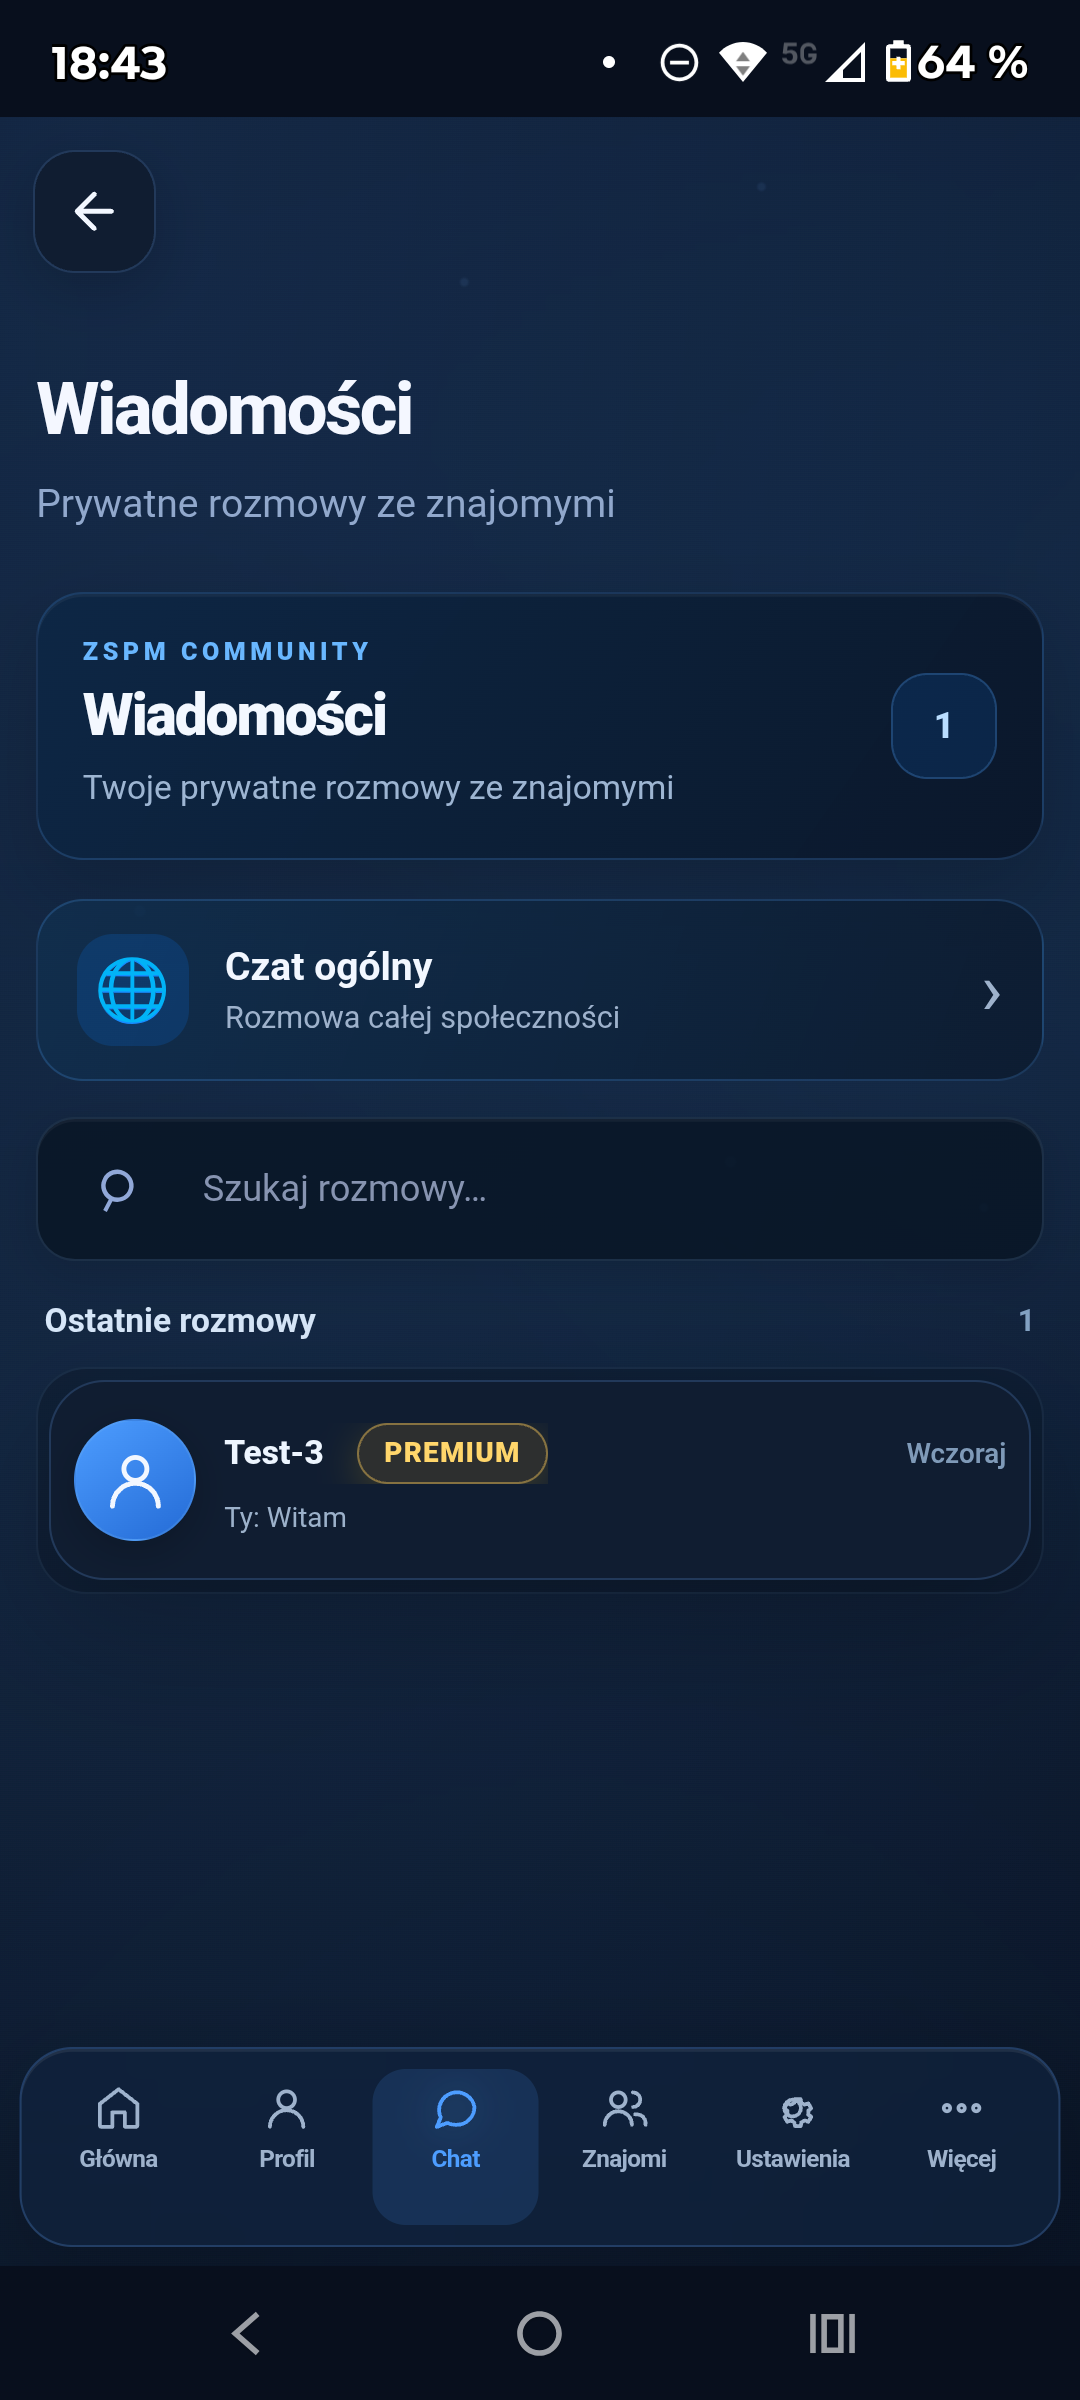 18:43
5G
64 %
Wiadomości
Prywatne rozmowy ze znajomymi
ZSPM COMMUNITY
Wiadomości
1
Twoje prywatne rozmowy ze znajomymi
Czat ogólny
Rozmowa całej społeczności
Szukaj rozmowy...
Ostatnie rozmowy
1
Test-3
PREMIUM
Wczoraj
Ty: Witam
Główna
Profil
Chat
Znajomi
Ustawienia
Więcej